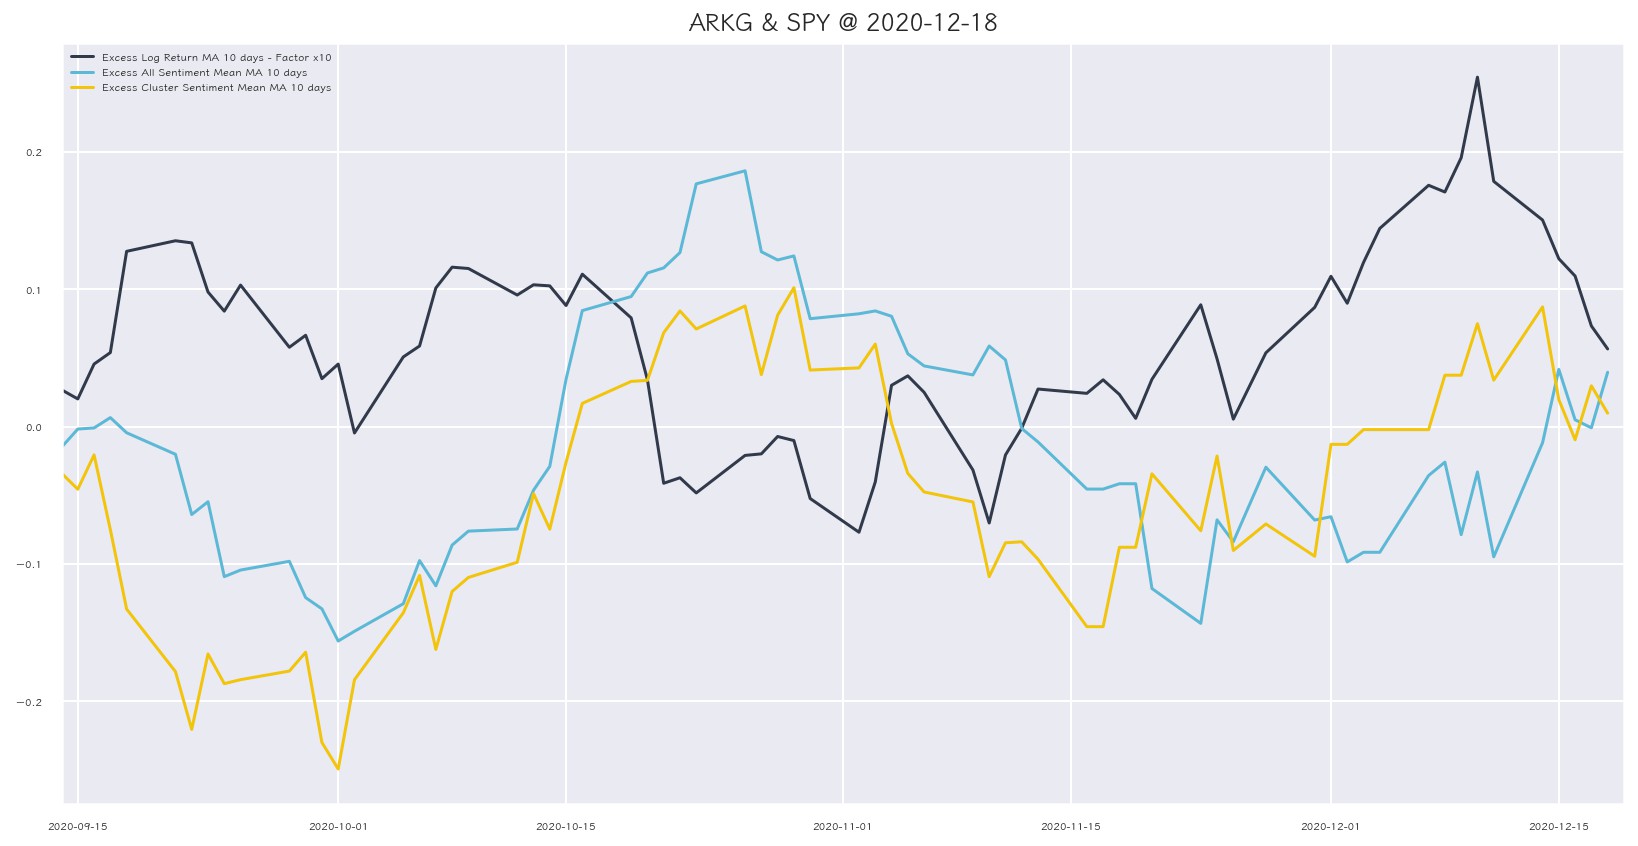 ARKG & SPY @ 2020-12-18
Excess Log Return MA 10 days - Factor x10
Excess All Sentiment Mean MA 10 days
Excess Cluster Sentiment Mean MA 10 days
0.2
0.1
0.0
−0.1
−0.2
2020-09-15 2020-10-01 2020-10-15 2020-11-01 2020-11-15 2020-12-01 2020-12-15